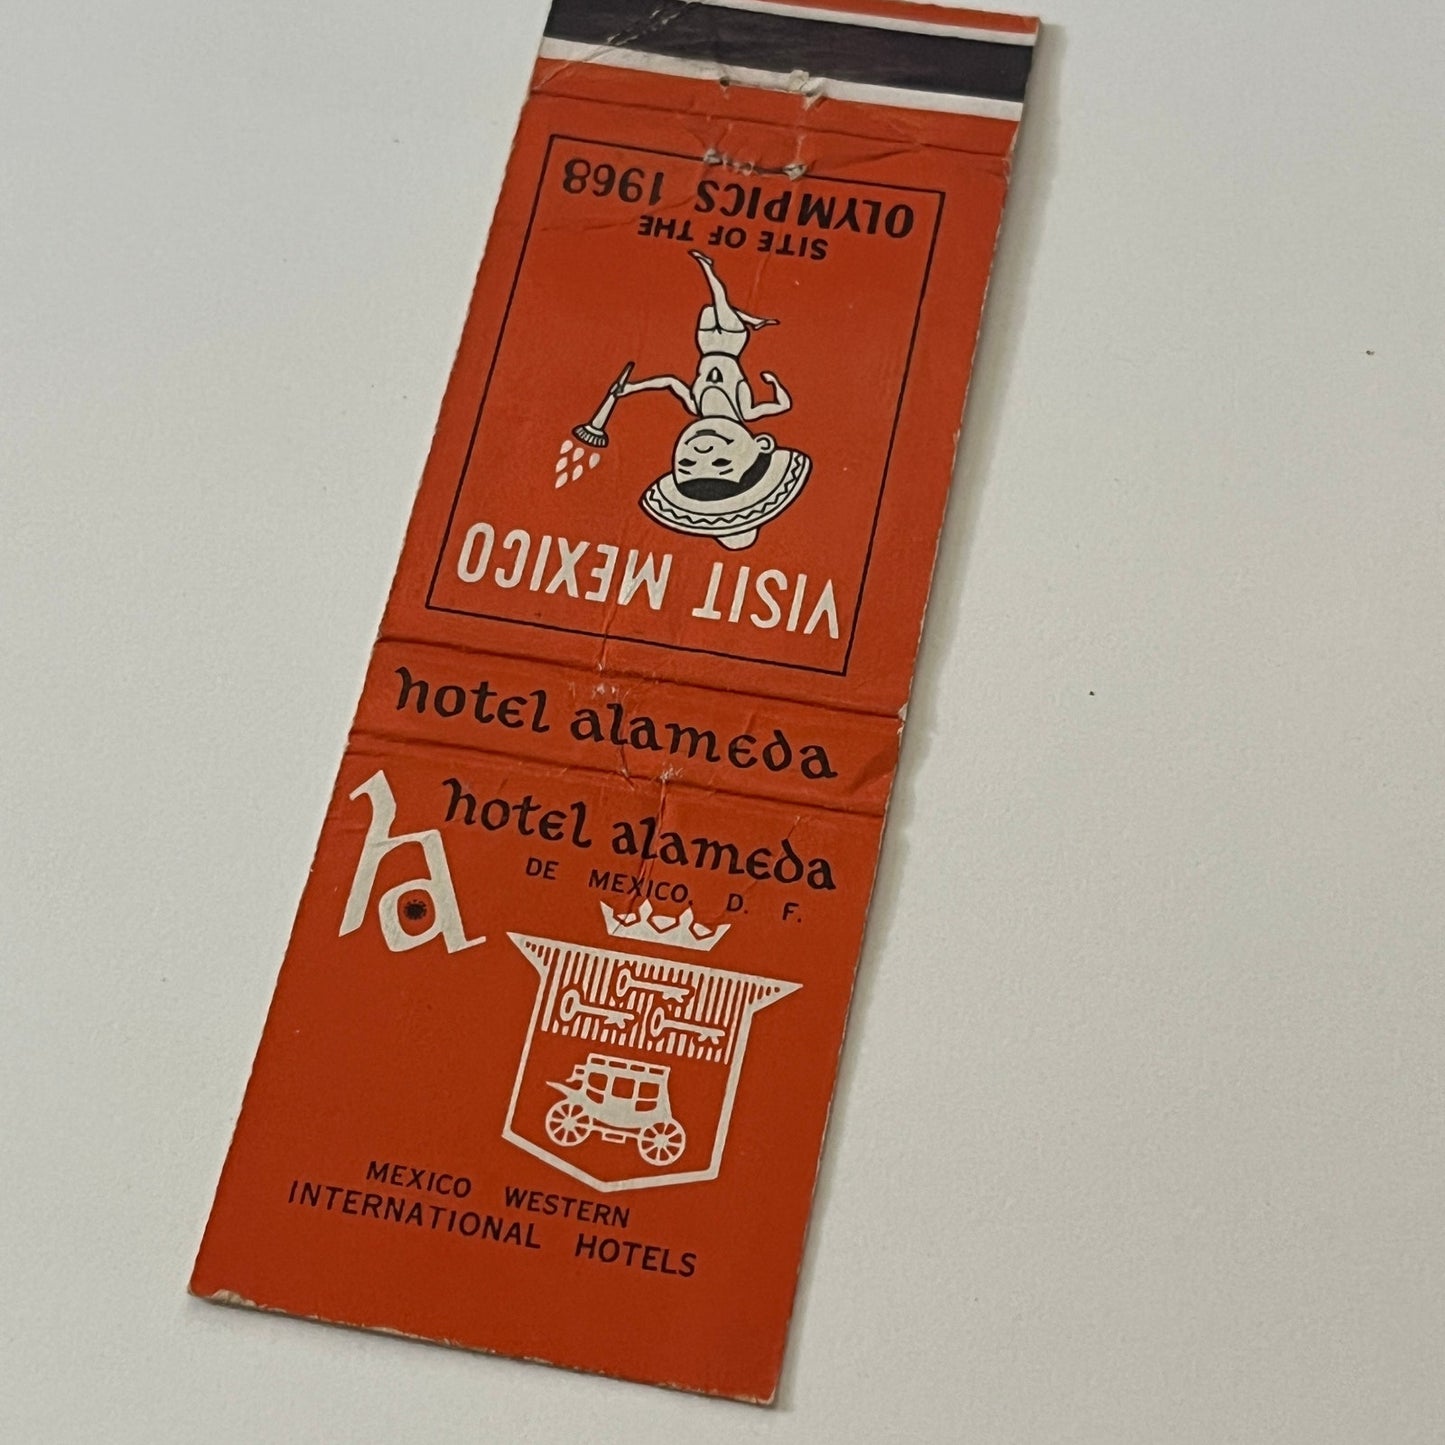 VISIT MEXICO
SITE OF THE
OLYMPICS 1968
hotel alameda
ha
hotel alameda
DE MEXICO, D. F.
MEXICO WESTERN
INTERNATIONAL HOTELS